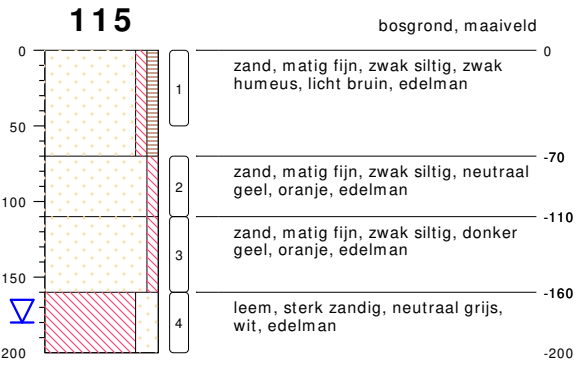 115
bosgrond, maaiveld
0
0
zand, matig fijn, zwak siltig, zwak
humeus, licht bruin, edelman
1
50
-70
zand, matig fijn, zwak siltig, neutraal
geel, oranje, edelman
2
100
-110
zand, matig fijn, zwak siltig, donker
geel, oranje, edelman
3
150
-160
leem, sterk zandig, neutraal grijs,
wit, edelman
4
200
-200